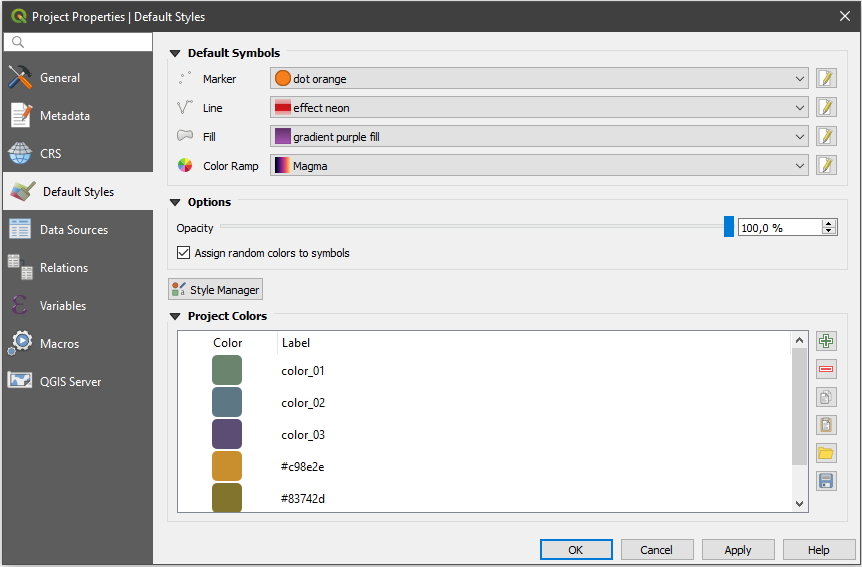 Project Properties | Default Styles
General
Metadata
CRS
Default Styles
Data Sources
Relations
Variables
Macros
QGIS Server
Default Symbols
Marker dot orange
Line effect neon
Fill gradient purple fill
Color Ramp Magma
Options
Opacity 100,0 %
Assign random colors to symbols
Style Manager
Project Colors
Color Label
color_01
color_02
color_03
#c98e2e
#83742d
OK Cancel Apply Help